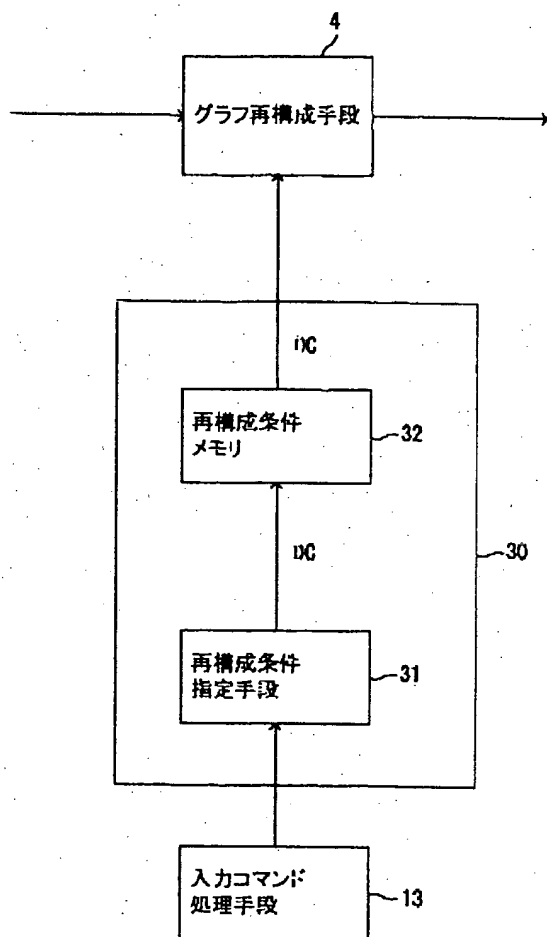 4
グラフ再構成手段
DC
再構成条件
メモリ
32
DC
30
再構成条件
指定手段
31
入力コマンド
処理手段
13